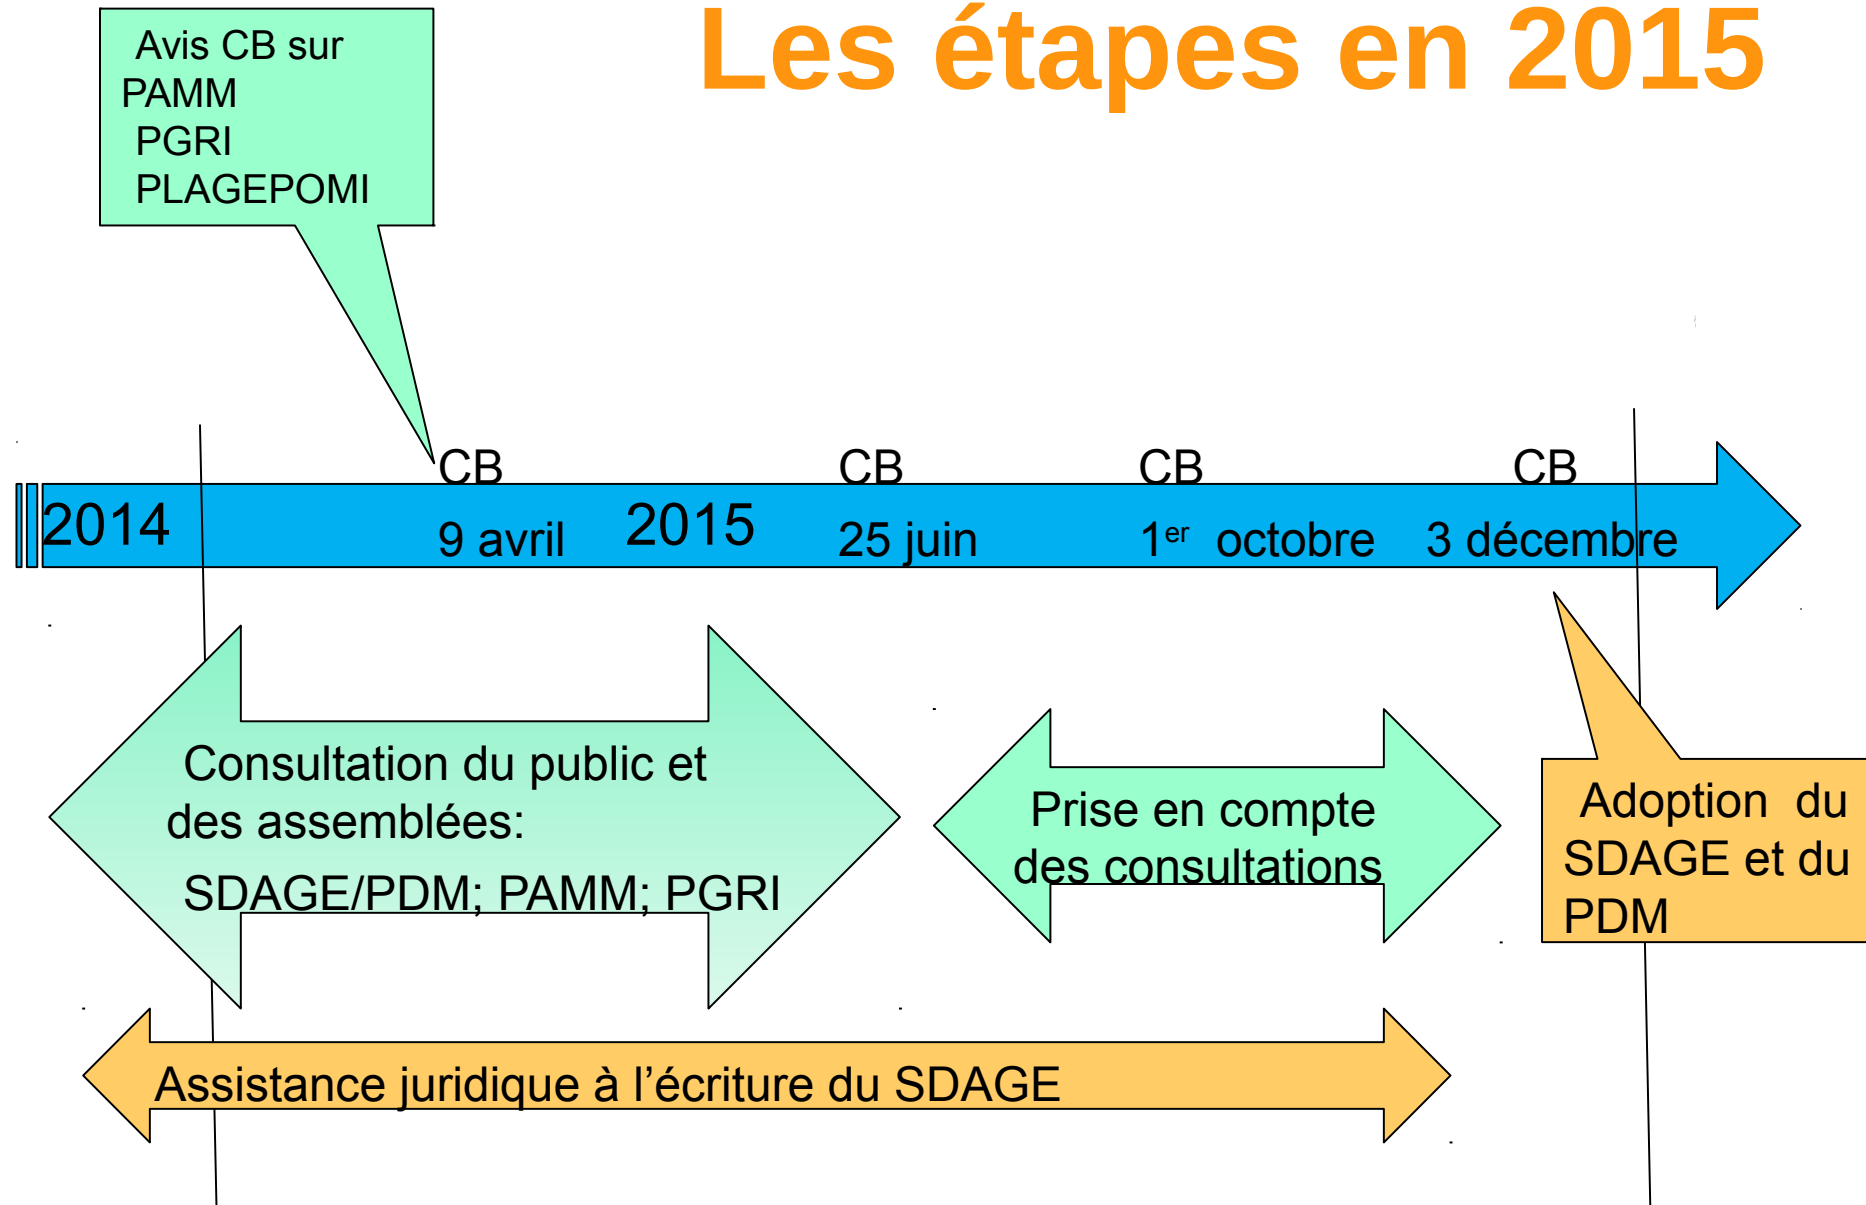 Les étapes en 2015
Avis CB sur
PAMM
PGRI
PLAGEPOMI
CB
CB
CB
CB
2014
9 avril
2015
25 juin
1er octobre
3 décembre
Consultation du public et
des assemblées:
SDAGE/PDM; PAMM; PGRI
Prise en compte
des consultations
Adoption du
SDAGE et du
PDM
Assistance juridique à l’écriture du SDAGE